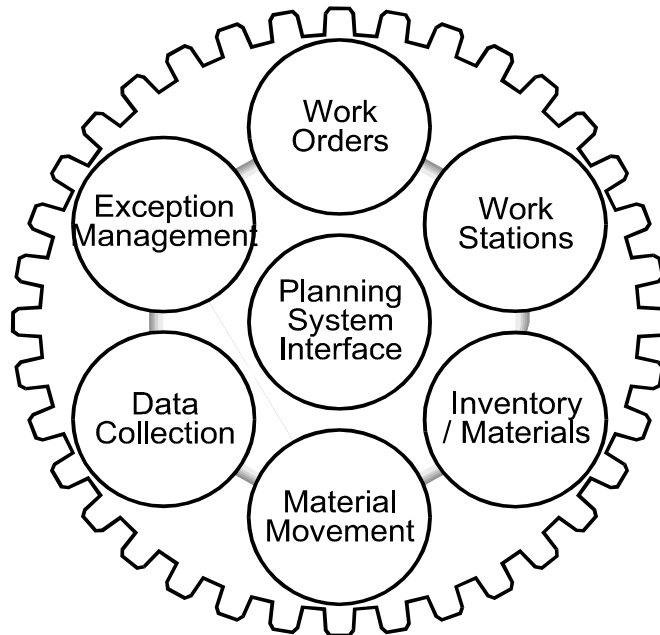 Work
Orders
Exception
Management
Work
Stations
Planning
System
Interface
Data
Collection
Inventory
/ Materials
Material
Movement